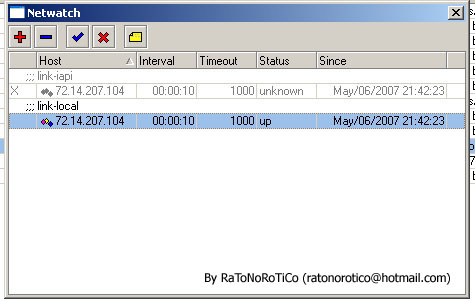 Netwatch
Host Interval Timeout Status Since
;;; link-iapi
X 72.14.207.104 00:00:10 1000 unknown May/06/2007 21:42:23
;;; link-local
72.14.207.104 00:00:10 1000 up May/06/2007 21:42:23
By RaToNoRoTiCo (ratonorotico@hotmail.com)